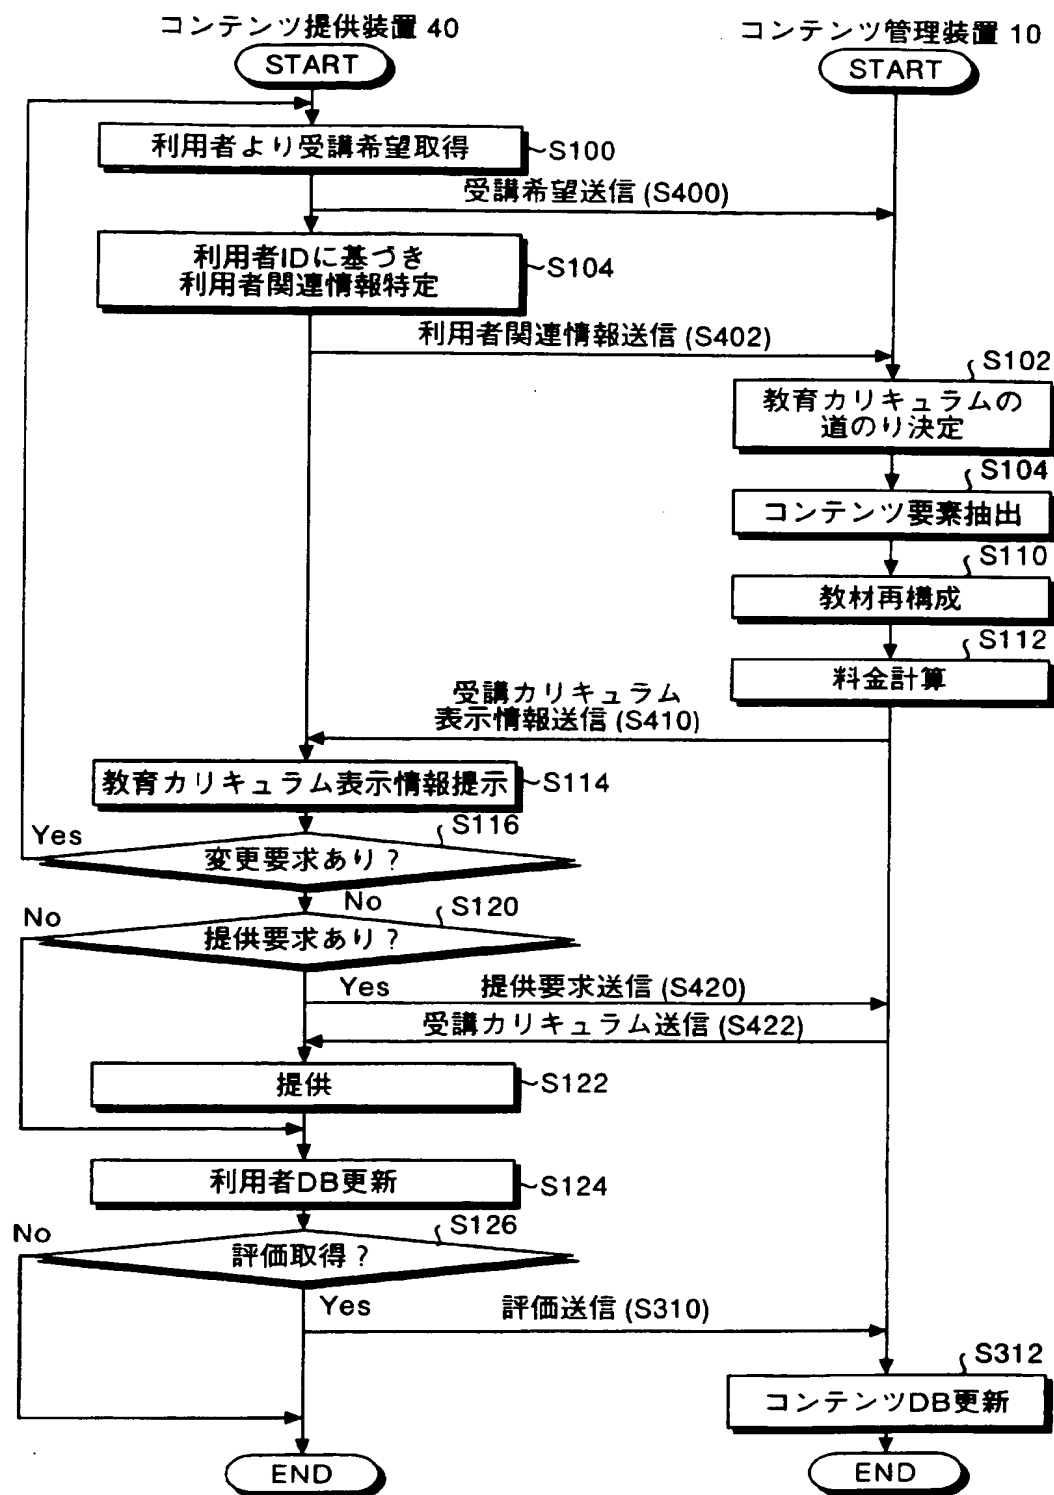 コンテンツ提供装置 40
コンテンツ管理装置 10
START
START
利用者より受講希望取得
S100
受講希望送信 (S400)
利用者IDに基づき
利用者関連情報特定
S104
利用者関連情報送信 (S402)
S102
教育カリキュラムの
道のり決定
S104
コンテンツ要素抽出
S110
教材再構成
S112
料金計算
受講カリキュラム
表示情報送信 (S410)
教育カリキュラム表示情報提示
S114
S116
Yes
変更要求あり？
No
S120
No
提供要求あり？
Yes
提供要求送信 (S420)
受講カリキュラム送信 (S422)
提供
S122
利用者DB更新
S124
S126
No
評価取得？
Yes
評価送信 (S310)
S312
コンテンツDB更新
END
END